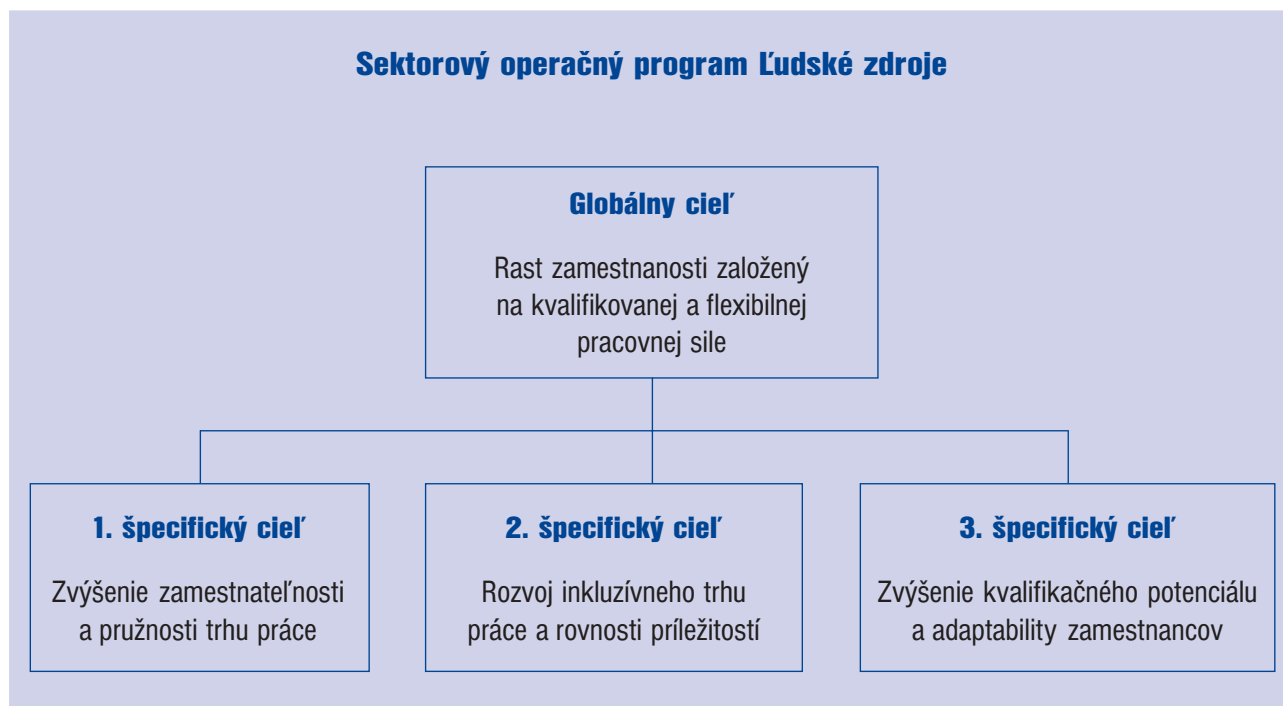 Sektorový operačný program Ľudské zdroje
Globálny cieľ
Rast zamestnanosti založený
na kvalifikovanej a flexibilnej
pracovnej sile
1. špecifický cieľ
Zvýšenie zamestnateľnosti
a pružnosti trhu práce
2. špecifický cieľ
Rozvoj inkluzívneho trhu
práce a rovnosti príležitostí
3. špecifický cieľ
Zvýšenie kvalifikačného potenciálu
a adaptability zamestnancov